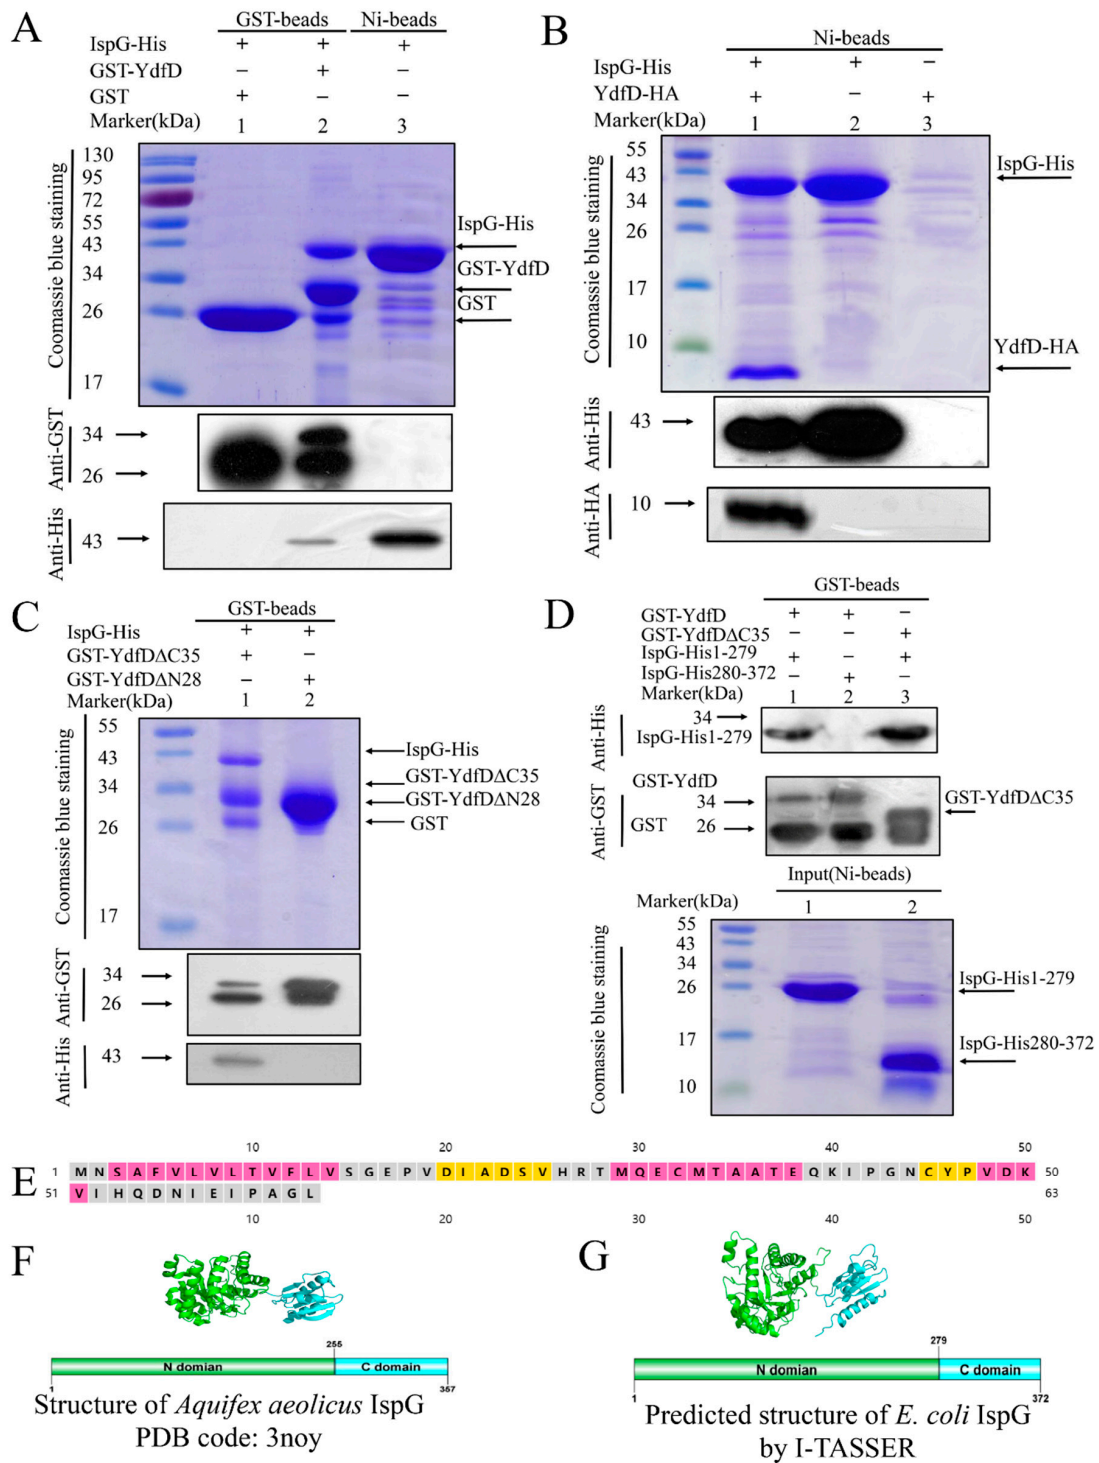 A
GST-beads Ni-beads
IspG-His + + +
GST-YdfD − + −
GST + − −
Marker(kDa) 1 2 3
130
95
72
55
43
34
26
17
Coomassie blue staining
IspG-His
GST-YdfD
GST
Anti-GST
34
26
Anti-His
43
B
Ni-beads
IspG-His + + −
YdfD-HA + − +
Marker(kDa) 1 2 3
55
43
34
26
17
10
Coomassie blue staining
IspG-His
YdfD-HA
Anti-His
43
Anti-HA
10
C
GST-beads
IspG-His + +
GST-YdfDΔC35 + −
GST-YdfDΔN28 − +
Marker(kDa) 1 2
55
43
34
26
17
Coomassie blue staining
IspG-His
GST-YdfDΔC35
GST-YdfDΔN28
GST
Anti-GST
34
26
Anti-His
43
D
GST-beads
GST-YdfD + + −
GST-YdfDΔC35 − − +
IspG-His1-279 + − +
IspG-His280-372 − + −
Marker(kDa) 1 2 3
Anti-His
34
IspG-His1-279
Anti-GST
GST-YdfD
34
GST 26
GST-YdfDΔC35
Input(Ni-beads)
Marker(kDa) 1 2
55
43
34
26
17
10
Coomassie blue staining
IspG-His1-279
IspG-His280-372
E
10 20 30 40 50
1 M N S A F V L V L T V F L V S G E P V D I A D S V H R T M Q E C M T A A T E Q K I P G N C Y P V D K 50
51 V I H Q D N I E I P A G L 63
10 20 30 40 50
F
255
N domian C domain
1 367
Structure of Aquifex aeolicus IspG
PDB code: 3noy
G
279
N domian C domain
1 372
Predicted structure of E. coli IspG
by I-TASSER